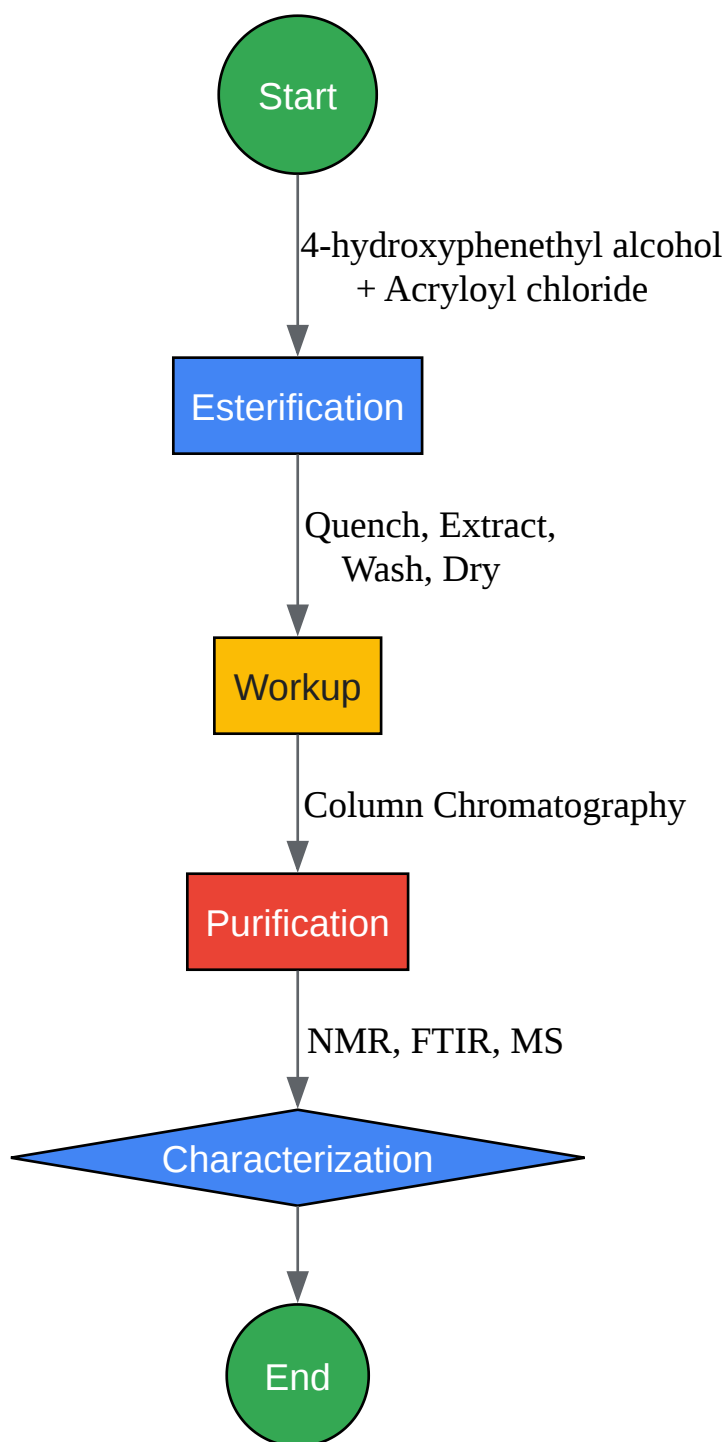 Start
4-hydroxyphenethyl alcohol
+ Acryloyl chloride
Esterification
Quench, Extract,
Wash, Dry
Workup
Column Chromatography
Purification
NMR, FTIR, MS
Characterization
End